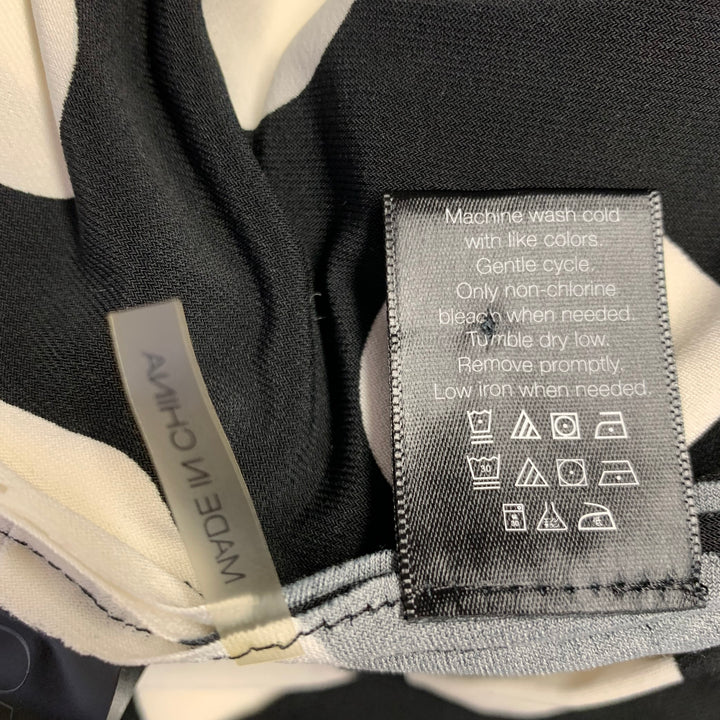 Machine wash cold
with like colors.
Gentle cycle.
Only non-chlorine
bleach when needed.
Tumble dry low.
Remove promptly.
Low iron when needed.
30
MADE IN CHINA